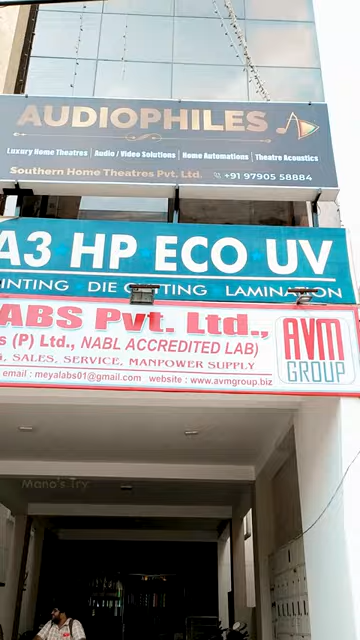 AUDIOPHILES
Luxury Home Theatres | Audio / Video Solutions | Home Automations | Theatre Acoustics
Southern Home Theatres Pvt. Ltd. +91 97905 58884
A3 HP ECO UV
INTING DIE C TTING LAMINATION
ABS Pvt. Ltd.,
s (P) Ltd., NABL ACCREDITED LAB)
, SALES, SERVICE, MANPOWER SUPPLY
email : meyalabs01@gmail.com website : www.avmgroup.biz
AVM
GROUP
Mano's Try